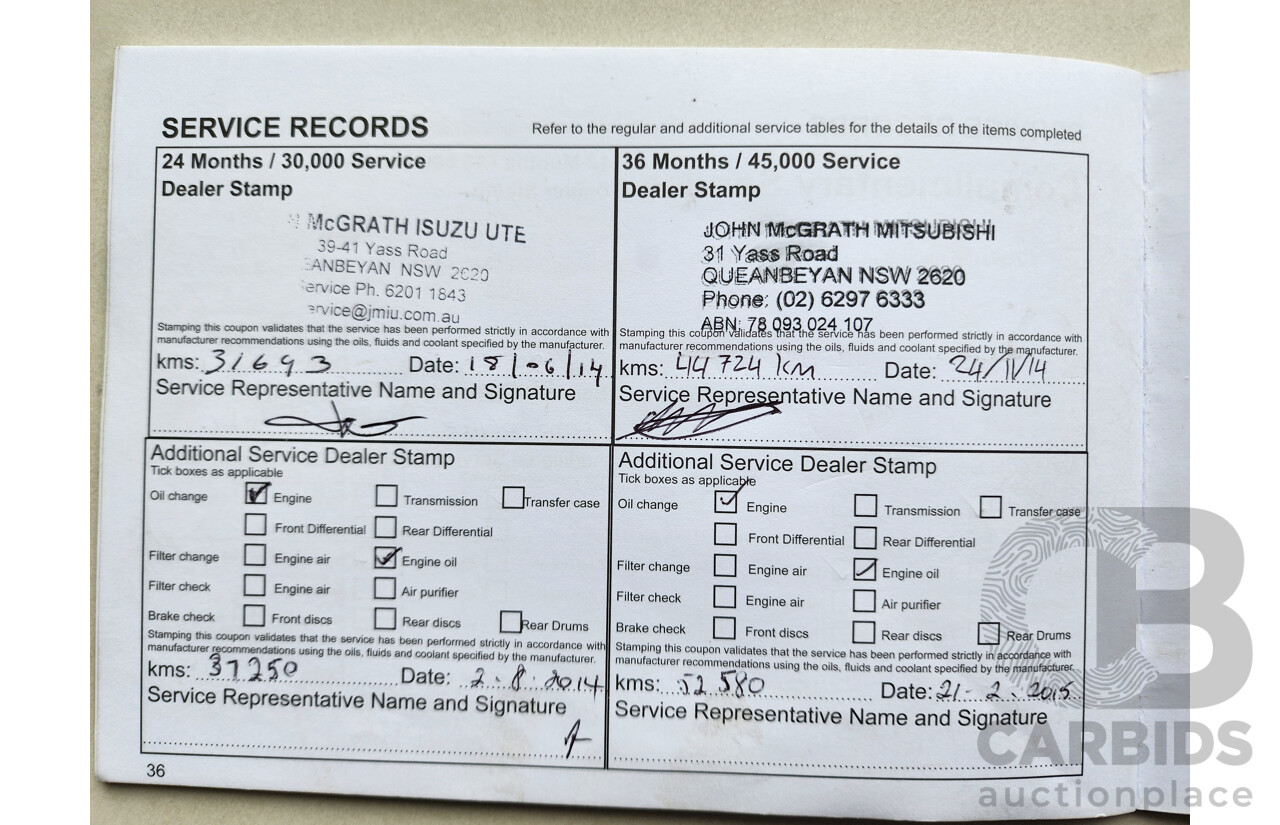 SERVICE RECORDS
Refer to the regular and additional service tables for the details of the items completed
24 Months / 30,000 Service
Dealer Stamp
McGRATH ISUZU UTE
39-41 Yass Road
EANBEYAN NSW 2620
ervice Ph. 6201 1843
ervice@jmiu.com.au
Stamping this coupon validates that the service has been performed strictly in accordance with
manufacturer recommendations using the oils, fluids and coolant specified by the manufacturer.
kms: 31693 Date: 18/06/14
Service Representative Name and Signature
36 Months / 45,000 Service
Dealer Stamp
JOHN McGRATH MITSUBISHI
31 Yass Road
QUEANBEYAN NSW 2620
Phone: (02) 6297 6333
ABN: 78 093 024 107
Stamping this coupon validates that the service has been performed strictly in accordance with
manufacturer recommendations using the oils, fluids and coolant specified by the manufacturer.
kms: 44724 km Date: 24/11/14
Service Representative Name and Signature
Additional Service Dealer Stamp
Tick boxes as applicable
Oil change Engine Transmission Transfer case
Front Differential Rear Differential
Filter change Engine air Engine oil
Filter check Engine air Air purifier
Brake check Front discs Rear discs Rear Drums
Stamping this coupon validates that the service has been performed strictly in accordance with
manufacturer recommendations using the oils, fluids and coolant specified by the manufacturer.
kms: 37250 Date: 2.8.2014
Service Representative Name and Signature
Additional Service Dealer Stamp
Tick boxes as applicable
Oil change Engine Transmission Transfer case
Front Differential Rear Differential
Filter change Engine air Engine oil
Filter check Engine air Air purifier
Brake check Front discs Rear discs Rear Drums
Stamping this coupon validates that the service has been performed strictly in accordance with
manufacturer recommendations using the oils, fluids and coolant specified by the manufacturer.
kms: 52580 Date: 21-2.2015
Service Representative Name and Signature
36
CB
CARBIDS
auctionplace